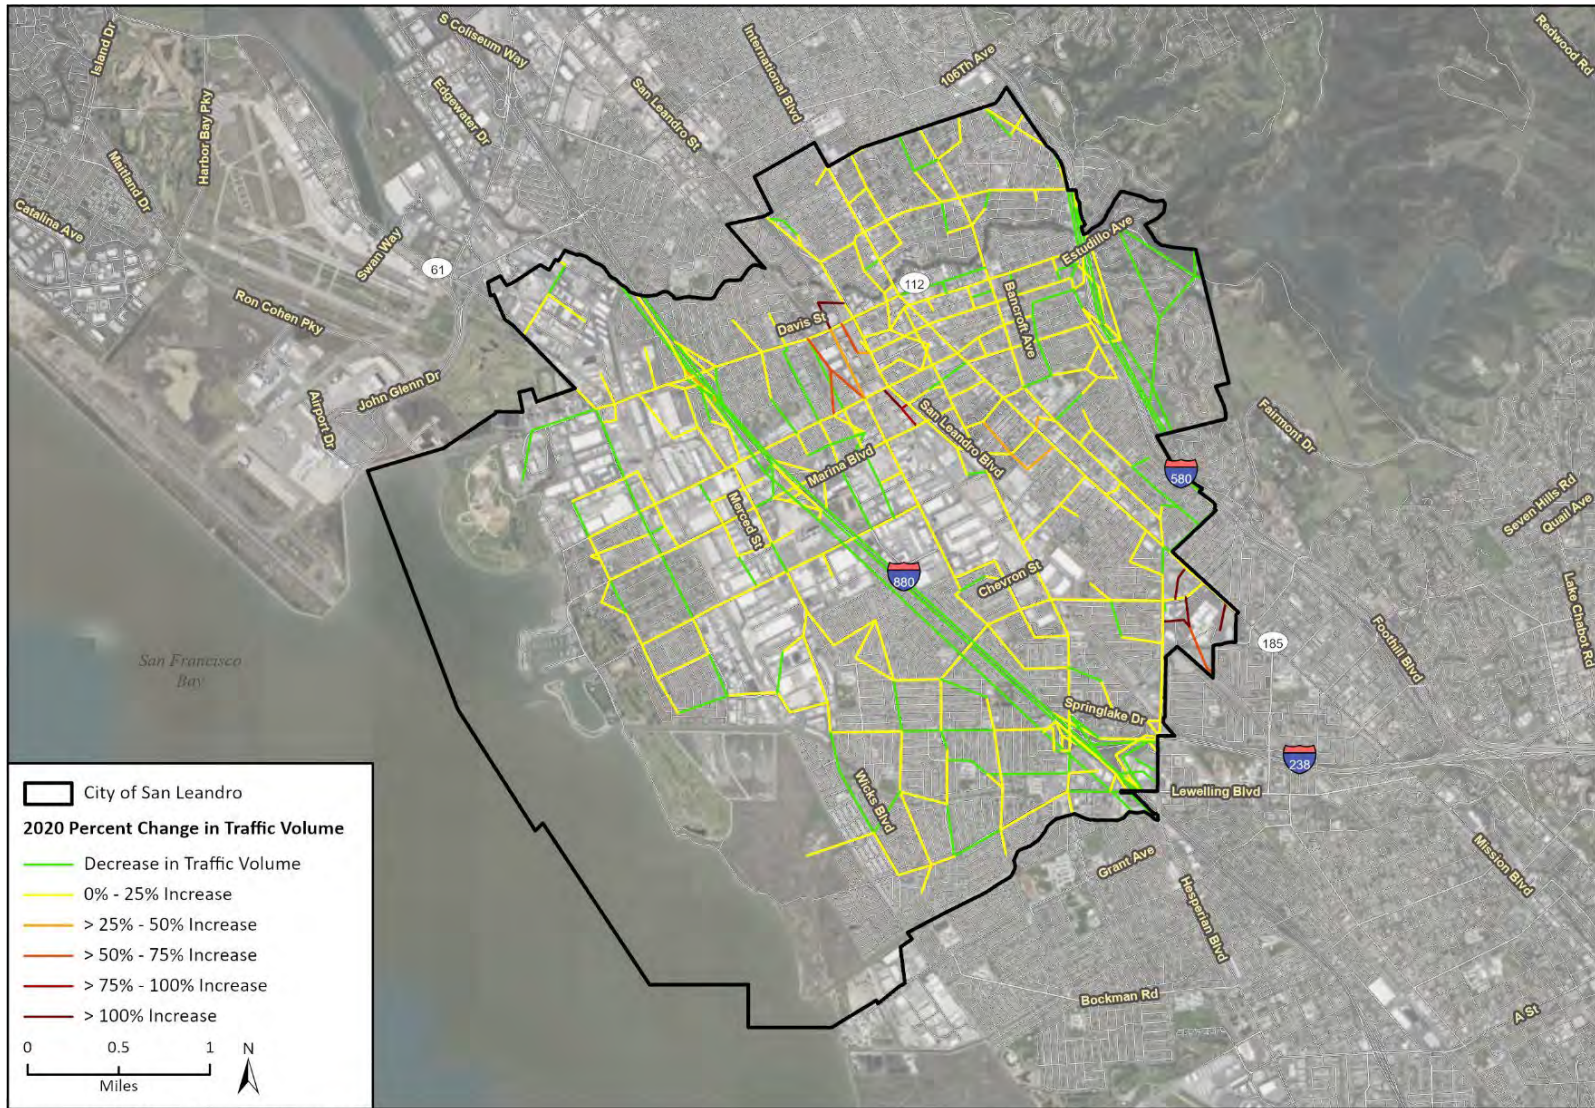 Island Dr
S Coliseum Way
International Blvd
106Th Ave
Redwood Rd
Harbor Bay Pky
Edgewater Dr
San Leandro St
Maitland Dr
Catalina Ave
Swan Way
61
Estudillo Ave
112
Ron Cohen Pky
Davis St
Bancroft Ave
John Glenn Dr
Airport Dr
San Leandro Blvd
Fairmont Dr
Marina Blvd
580
Seven Hills Rd
Quail Ave
Merced St
880
Chevron St
Lake Chabot Rd
Foothill Blvd
185
San Francisco
Bay
Springlake Dr
238
Lewelling Blvd
Wicks Blvd
Mission Blvd
Grant Ave
Hesperian Blvd
Bockman Rd
A St
City of San Leandro
2020 Percent Change in Traffic Volume
Decrease in Traffic Volume
0% - 25% Increase
> 25% - 50% Increase
> 50% - 75% Increase
> 75% - 100% Increase
> 100% Increase
0 0.5 1 N
Miles